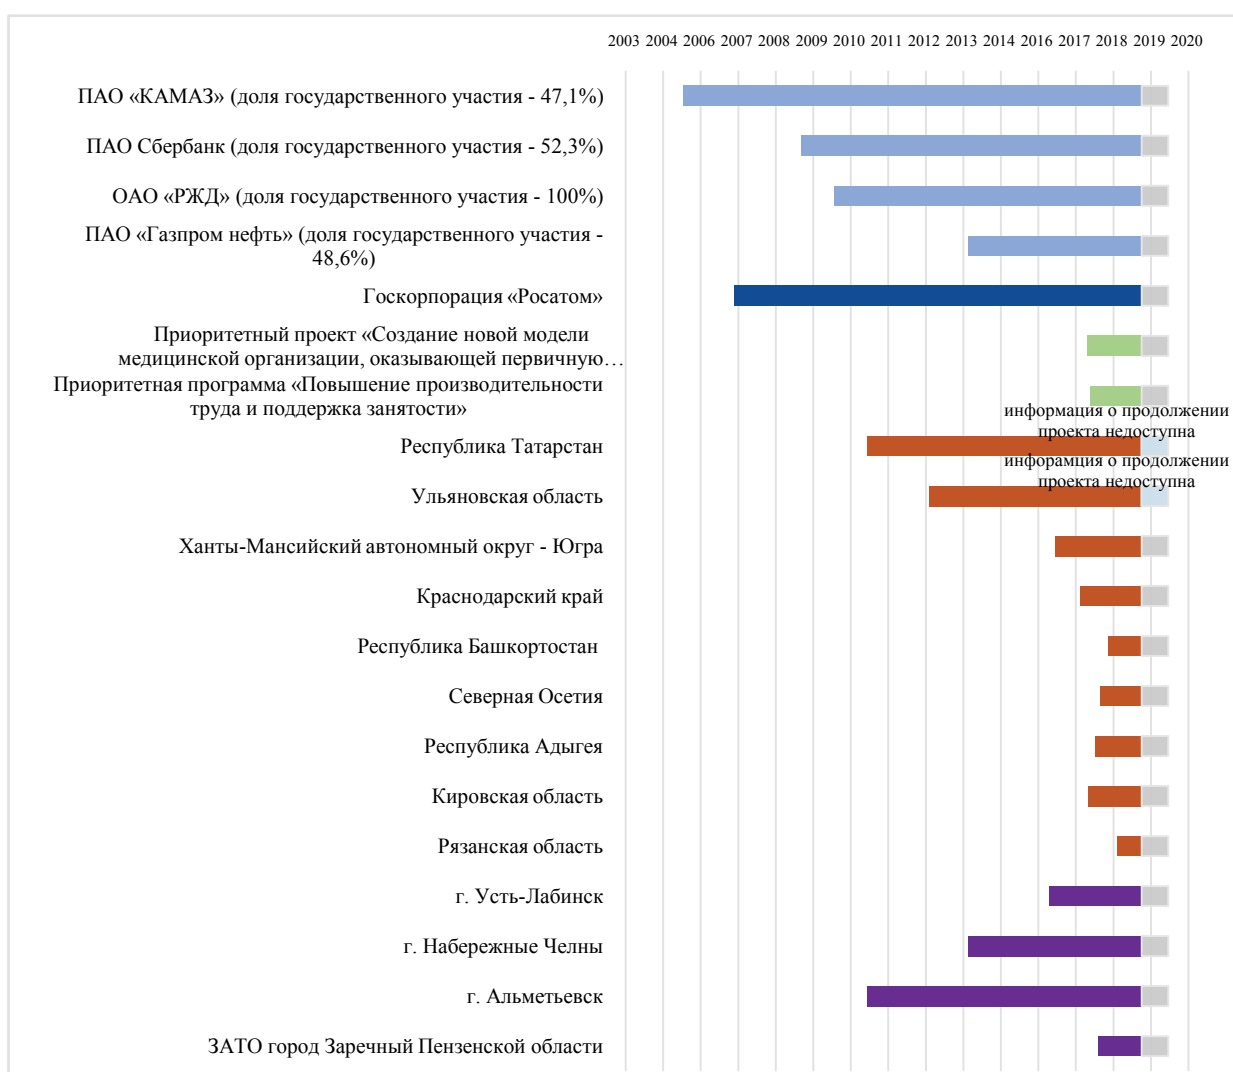 2003 2004 2006 2007 2008 2009 2010 2011 2012 2013 2014 2016 2017 2018 2019 2020
ПАО «КАМАЗ» (доля государственного участия - 47,1%)
ПАО Сбербанк (доля государственного участия - 52,3%)
ОАО «РЖД» (доля государственного участия - 100%)
ПАО «Газпром нефть» (доля государственного участия -
48,6%)
Госкорпорация «Росатом»
Приоритетный проект «Создание новой модели
медицинской организации, оказывающей первичную…
Приоритетная программа «Повышение производительности
труда и поддержка занятости»
информация о продолжении
проекта недоступна
Республика Татарстан
инфорамция о продолжении
проекта недоступна
Ульяновская область
Ханты-Мансийский автономный округ - Югра
Краснодарский край
Республика Башкортостан
Северная Осетия
Республика Адыгея
Кировская область
Рязанская область
г. Усть-Лабинск
г. Набережные Челны
г. Альметьевск
ЗАТО город Заречный Пензенской области